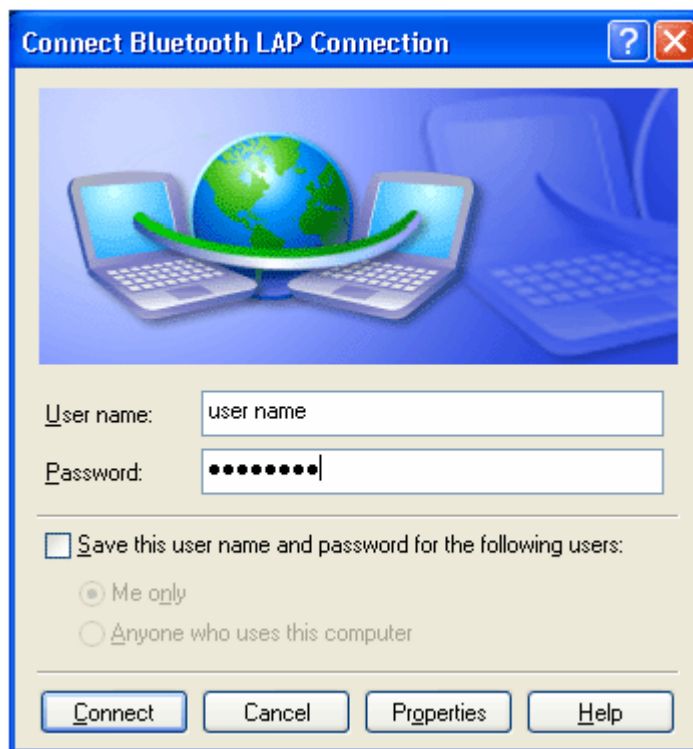 Connect Bluetooth LAP Connection
User name:
user name
Password:
••••••••
Save this user name and password for the following users:
Me only
Anyone who uses this computer
Connect
Cancel
Properties
Help